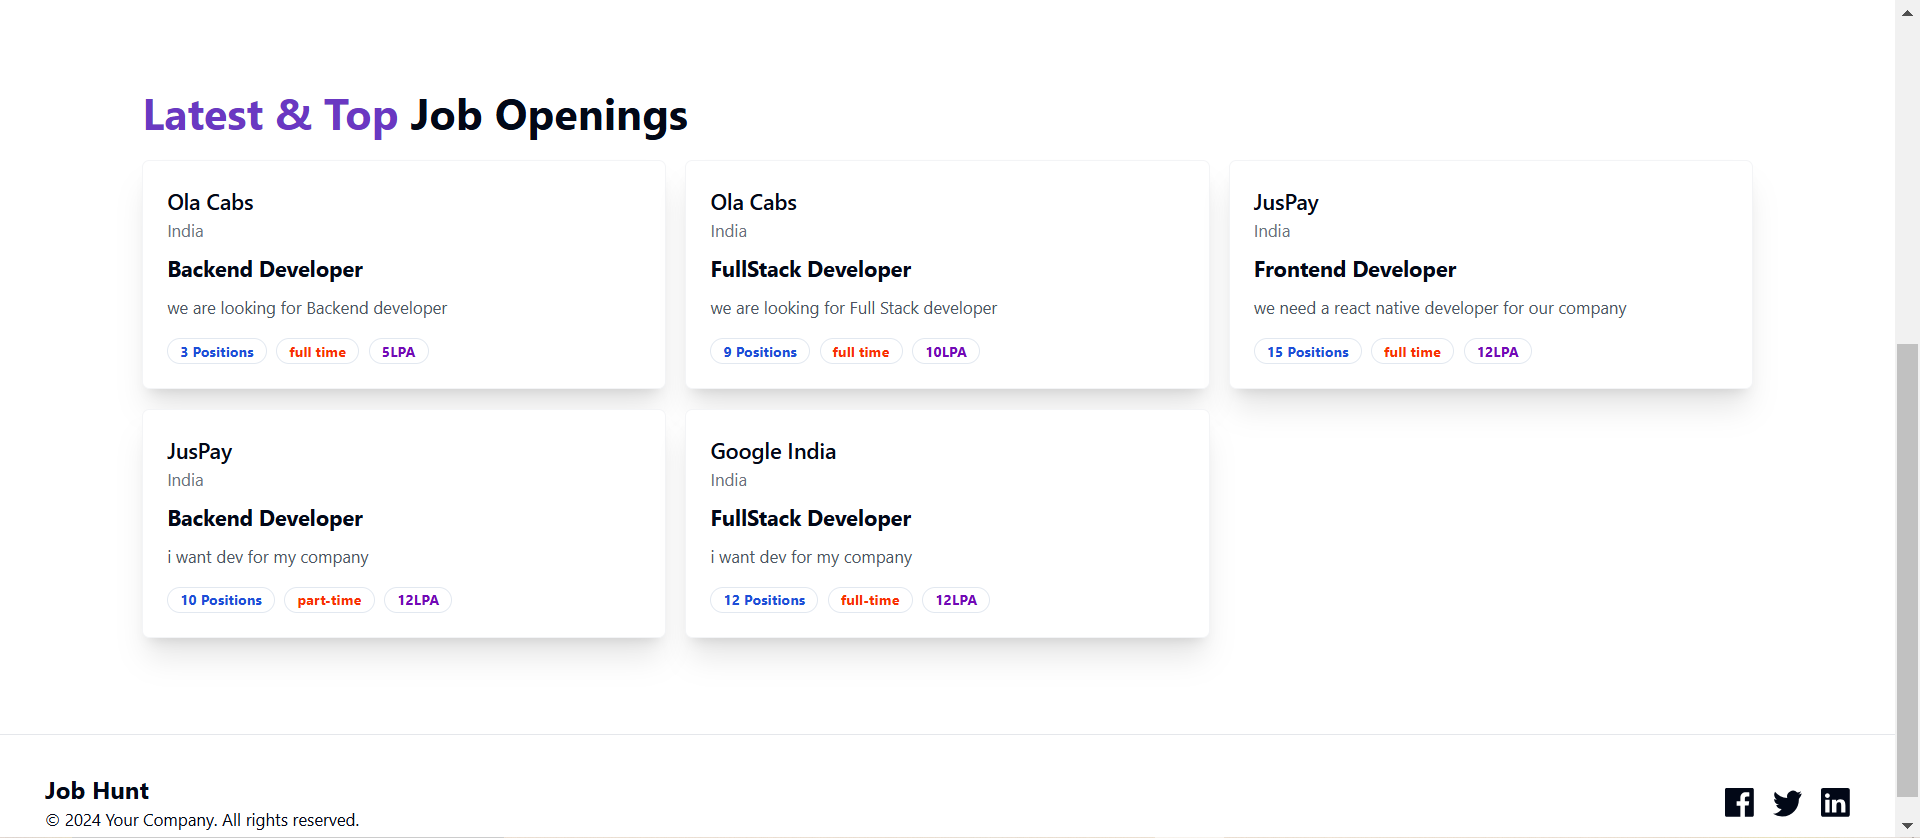 Latest & Top Job Openings
Ola Cabs
India
Backend Developer
we are looking for Backend developer
3 Positions full time 5LPA
Ola Cabs
India
FullStack Developer
we are looking for Full Stack developer
9 Positions full time 10LPA
JusPay
India
Frontend Developer
we need a react native developer for our company
15 Positions full time 12LPA
JusPay
India
Backend Developer
i want dev for my company
10 Positions part-time 12LPA
Google India
India
FullStack Developer
i want dev for my company
12 Positions full-time 12LPA
Job Hunt
© 2024 Your Company. All rights reserved.